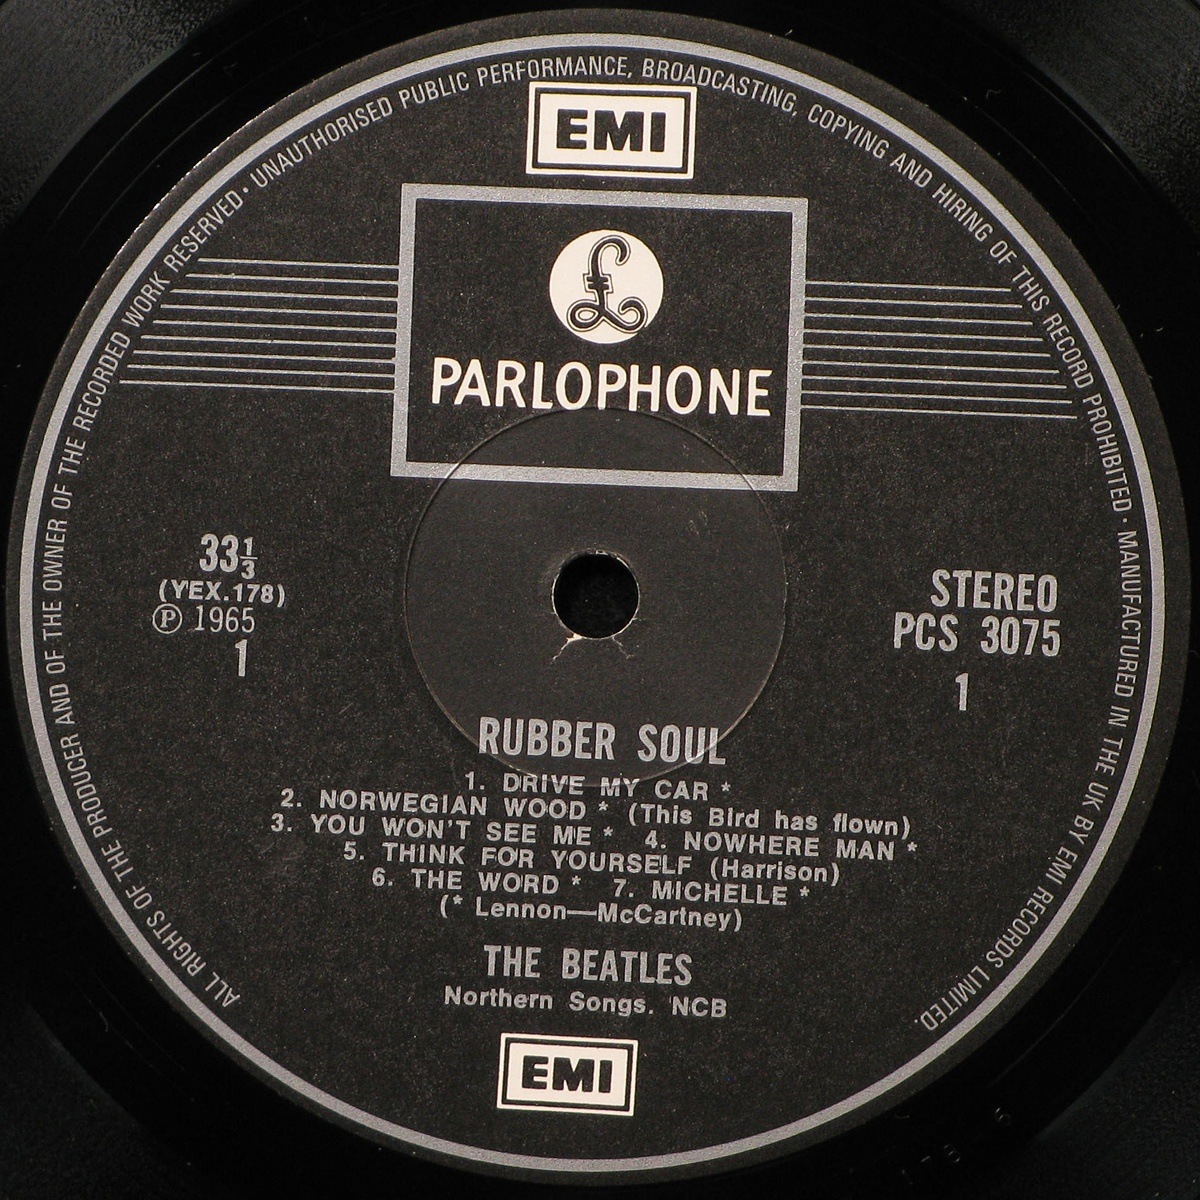 ALL RIGHTS OF THE PRODUCER AND OF THE OWNER OF THE RECORDED WORK RESERVED · UNAUTHORISED PUBLIC PERFORMANCE, BROADCASTING, COPYING AND HIRING OF THIS RECORD PROHIBITED · MANUFACTURED IN THE UK BY EMI RECORDS LIMITED.
EMI
£
PARLOPHONE
33⅓
(YEX.178)
Ⓟ 1965
1
STEREO
PCS 3075
1
RUBBER SOUL
1. DRIVE MY CAR *
2. NORWEGIAN WOOD * (This Bird has flown)
3. YOU WON'T SEE ME * 4. NOWHERE MAN *
5. THINK FOR YOURSELF (Harrison)
6. THE WORD * 7. MICHELLE *
(* Lennon—McCartney)
THE BEATLES
Northern Songs. NCB
EMI